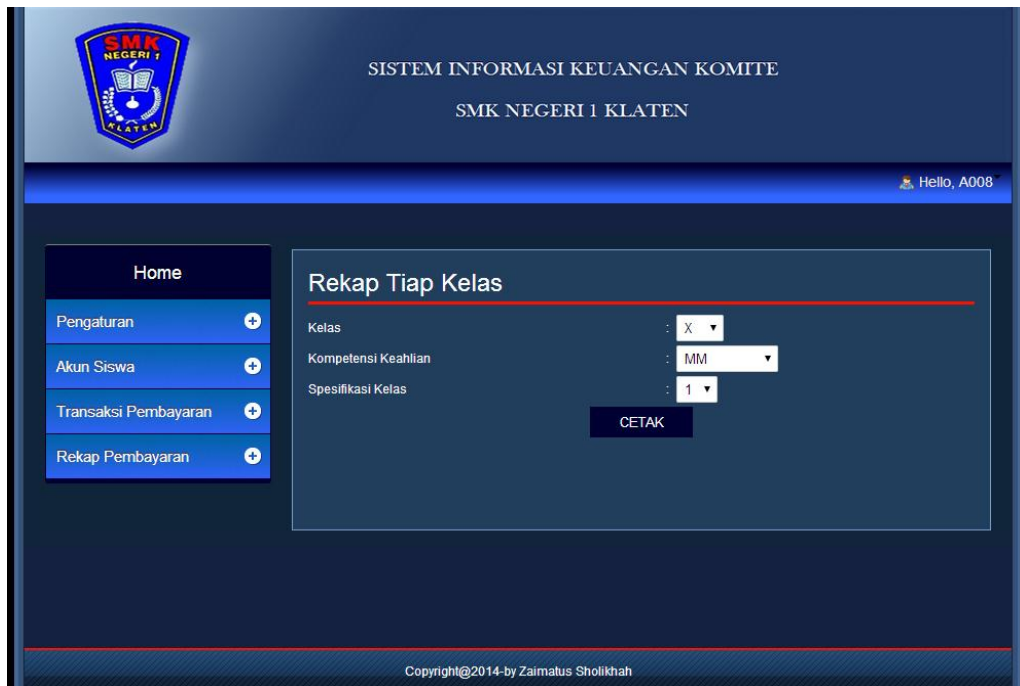 SMK
NEGERI 1
KLATEN
SISTEM INFORMASI KEUANGAN KOMITE
SMK NEGERI 1 KLATEN
Hello, A008
Home
Pengaturan
Akun Siswa
Transaksi Pembayaran
Rekap Pembayaran
Rekap Tiap Kelas
Kelas : X
Kompetensi Keahlian : MM
Spesifikasi Kelas : 1
CETAK
Copyright@2014-by Zaimatus Sholikhah